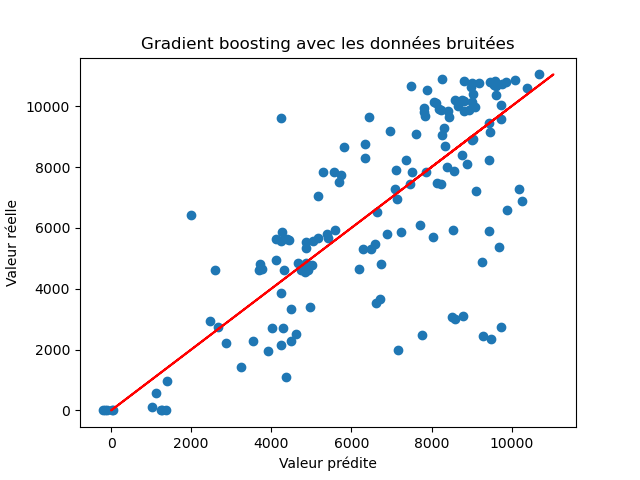 Gradient boosting avec les données bruitées
Valeur réelle
10000
8000
6000
4000
2000
0
0 2000 4000 6000 8000 10000
Valeur prédite